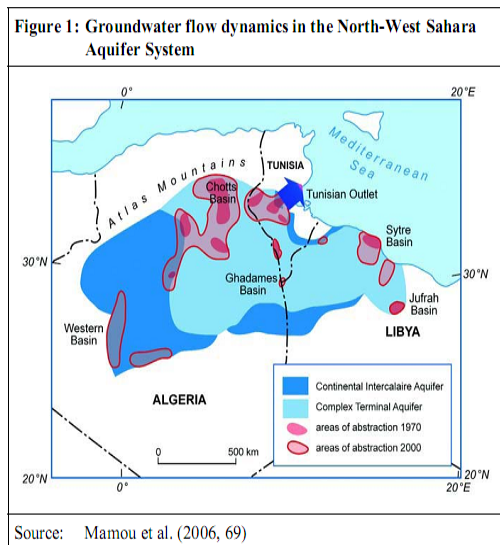 Figure 1: Groundwater flow dynamics in the North-West Sahara
Aquifer System
0°
20°E
Mediterranean
Sea
Atlas Mountains
TUNISIA
Chotts
Basin
Tunisian Outlet
Sytre
Basin
30°N
30°N
Ghadames
Basin
Jufrah
Basin
Western
Basin
LIBYA
ALGERIA
Continental Intercalaire Aquifer
Complex Terminal Aquifer
areas of abstraction 1970
areas of abstraction 2000
0 500 km
20°N
20°N
0°
20°E
Source: Mamou et al. (2006, 69)